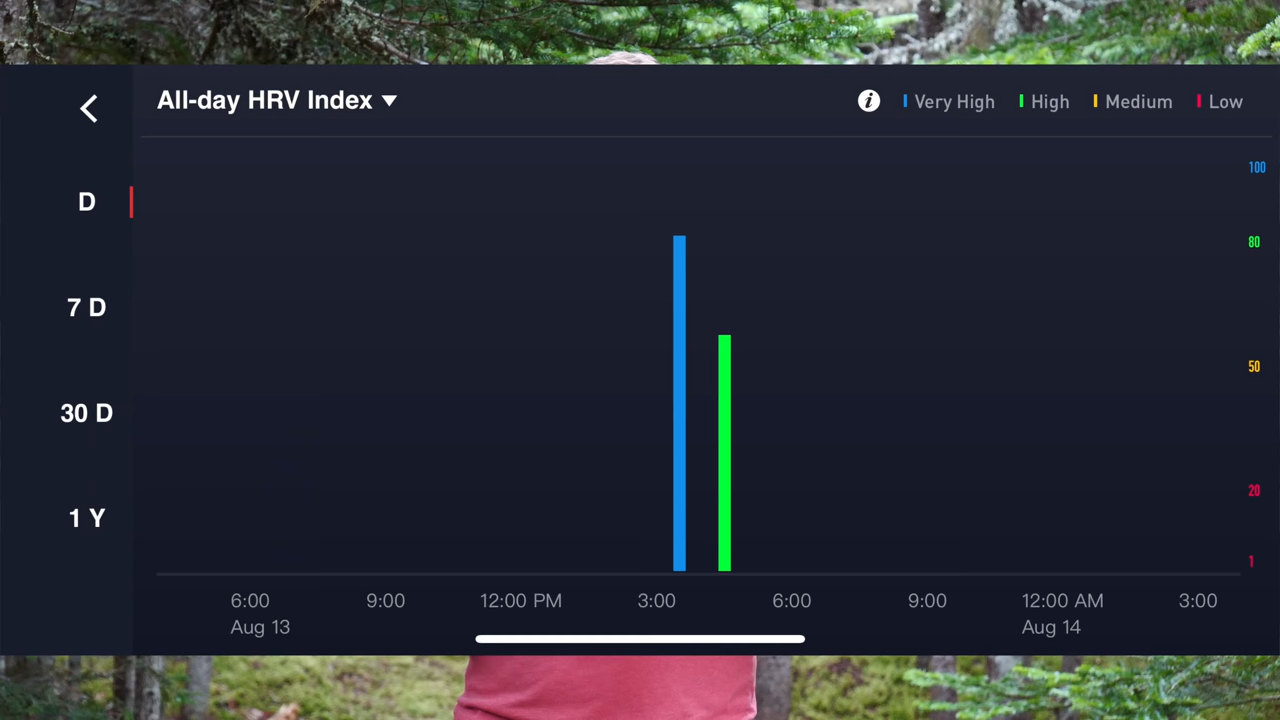 All-day HRV Index
i Very High High Medium Low
D
7 D
30 D
1 Y
100
80
50
20
1
6:00 9:00 12:00 PM 3:00 6:00 9:00 12:00 AM 3:00
Aug 13 Aug 14